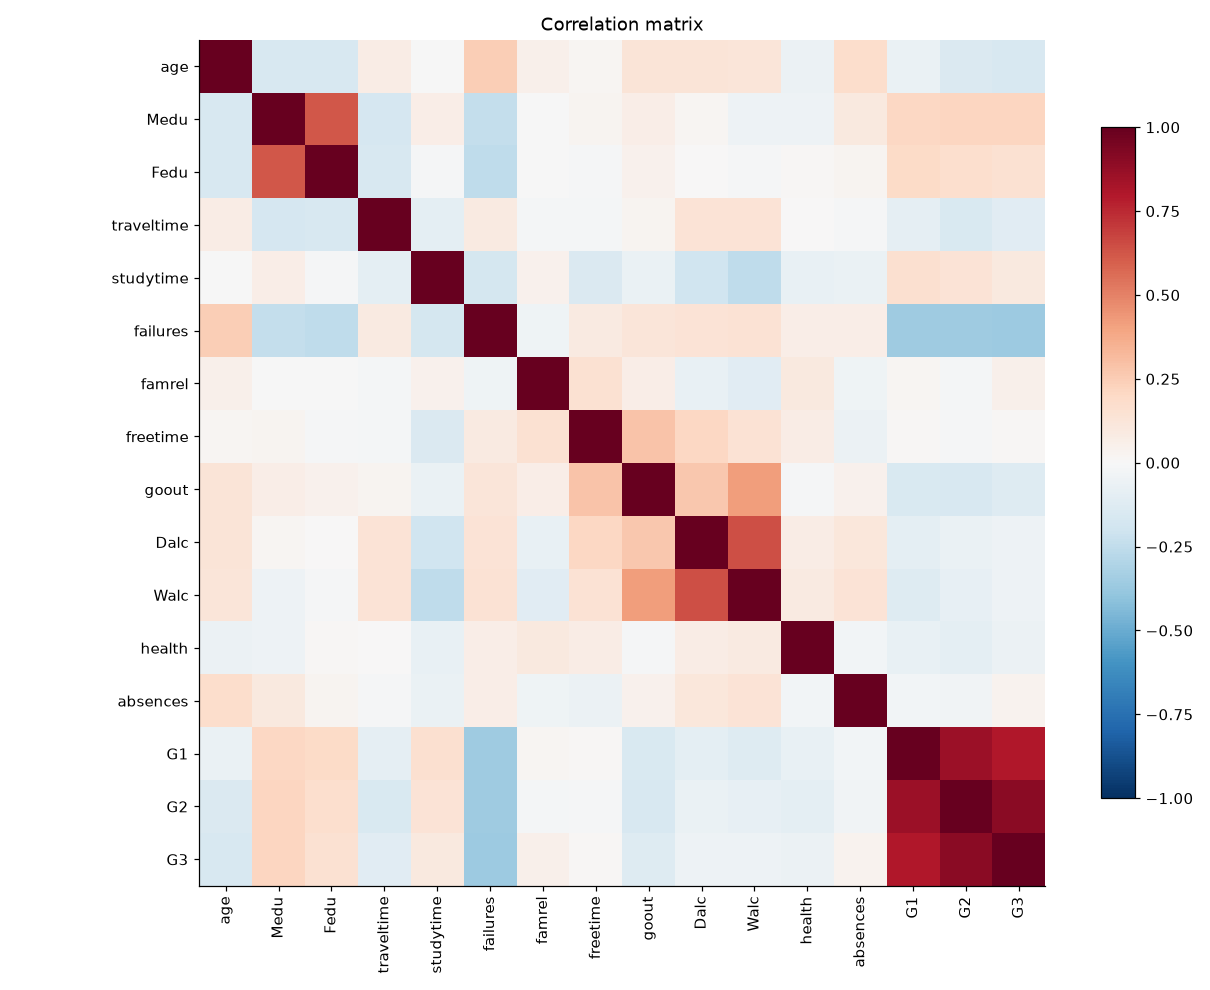 Correlation matrix
age
Medu
Fedu
traveltime
studytime
failures
famrel
freetime
goout
Dalc
Walc
health
absences
G1
G2
G3
age Medu Fedu traveltime studytime failures famrel freetime goout Dalc Walc health absences G1 G2 G3
1.00
0.75
0.50
0.25
0.00
−0.25
−0.50
−0.75
−1.00